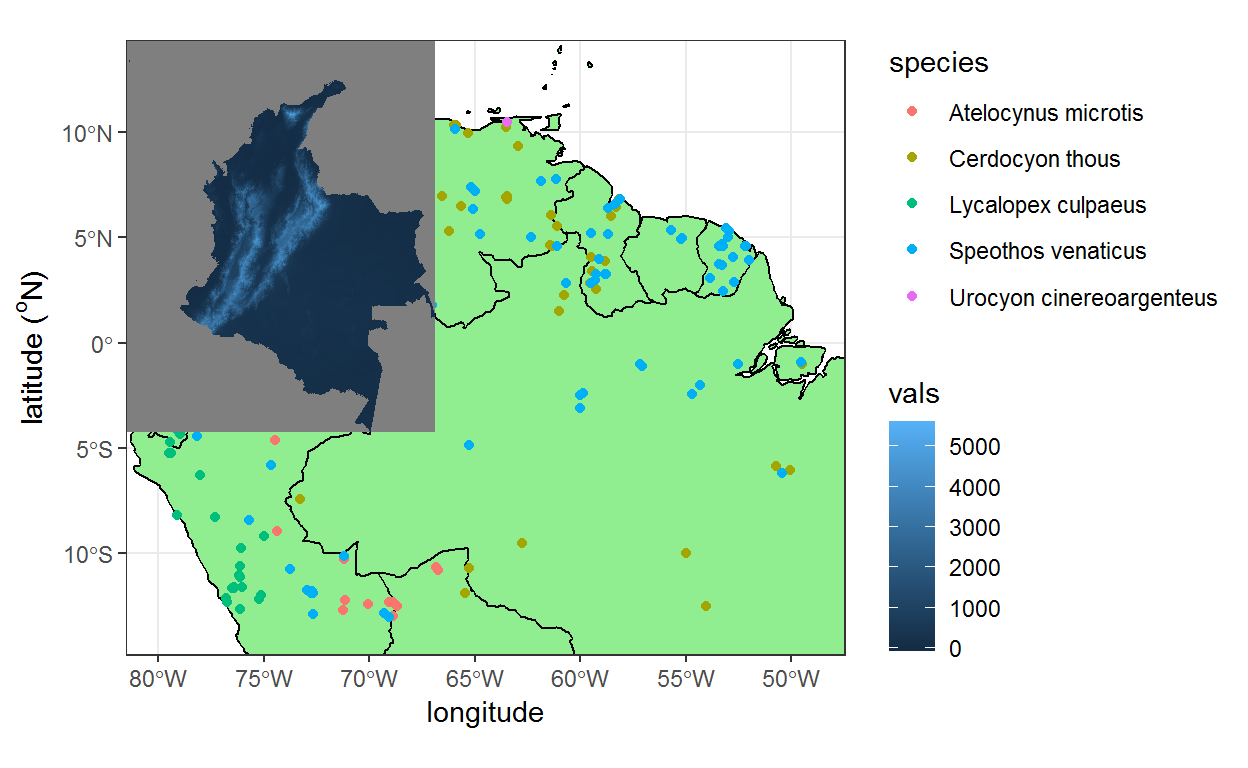 species
Atelocynus microtis
Cerdocyon thous
Lycalopex culpaeus
Speothos venaticus
Urocyon cinereoargenteus
vals
5000
4000
3000
2000
1000
0
latitude (°N)
10°N
5°N
0°
5°S
10°S
80°W 75°W 70°W 65°W 60°W 55°W 50°W
longitude